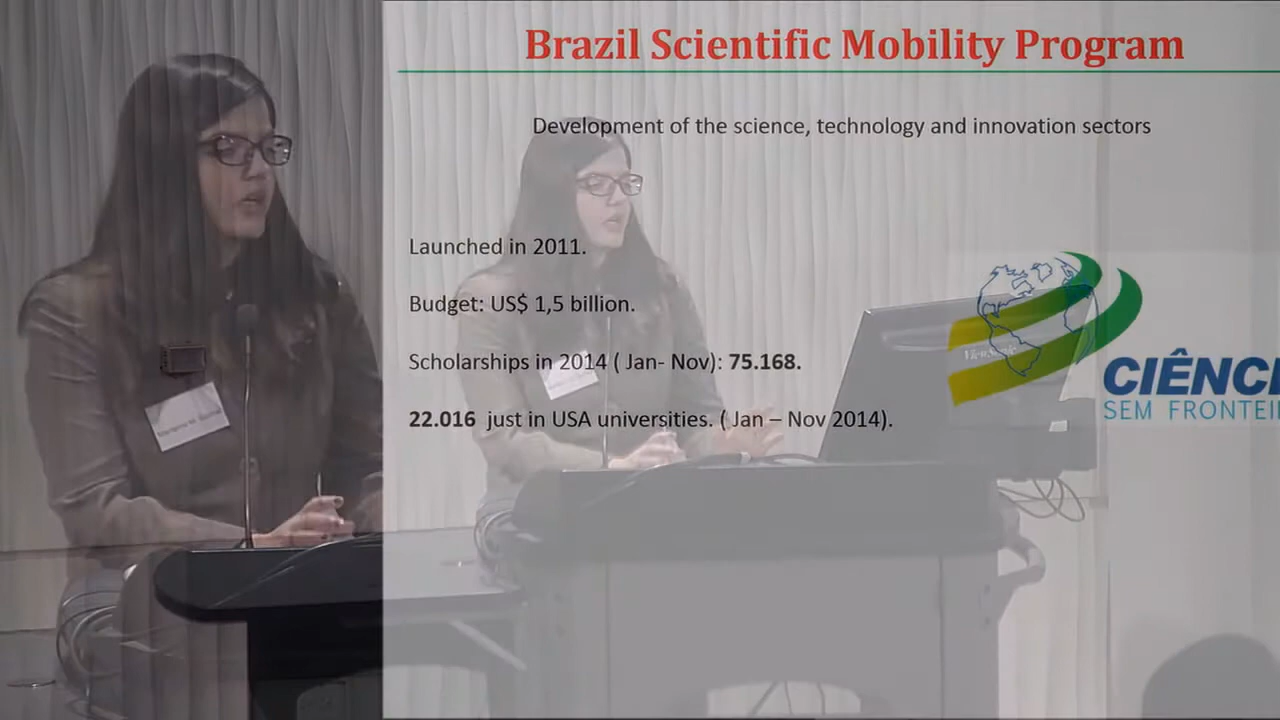 Brazil Scientific Mobility Program
Development of the science, technology and innovation sectors
Launched in 2011.
Budget: US$ 1,5 billion.
Scholarships in 2014 ( Jan- Nov): 75.168.
22.016 just in USA universities. ( Jan – Nov 2014).
ViewSonic
CIÊNCI
SEM FRONTEI